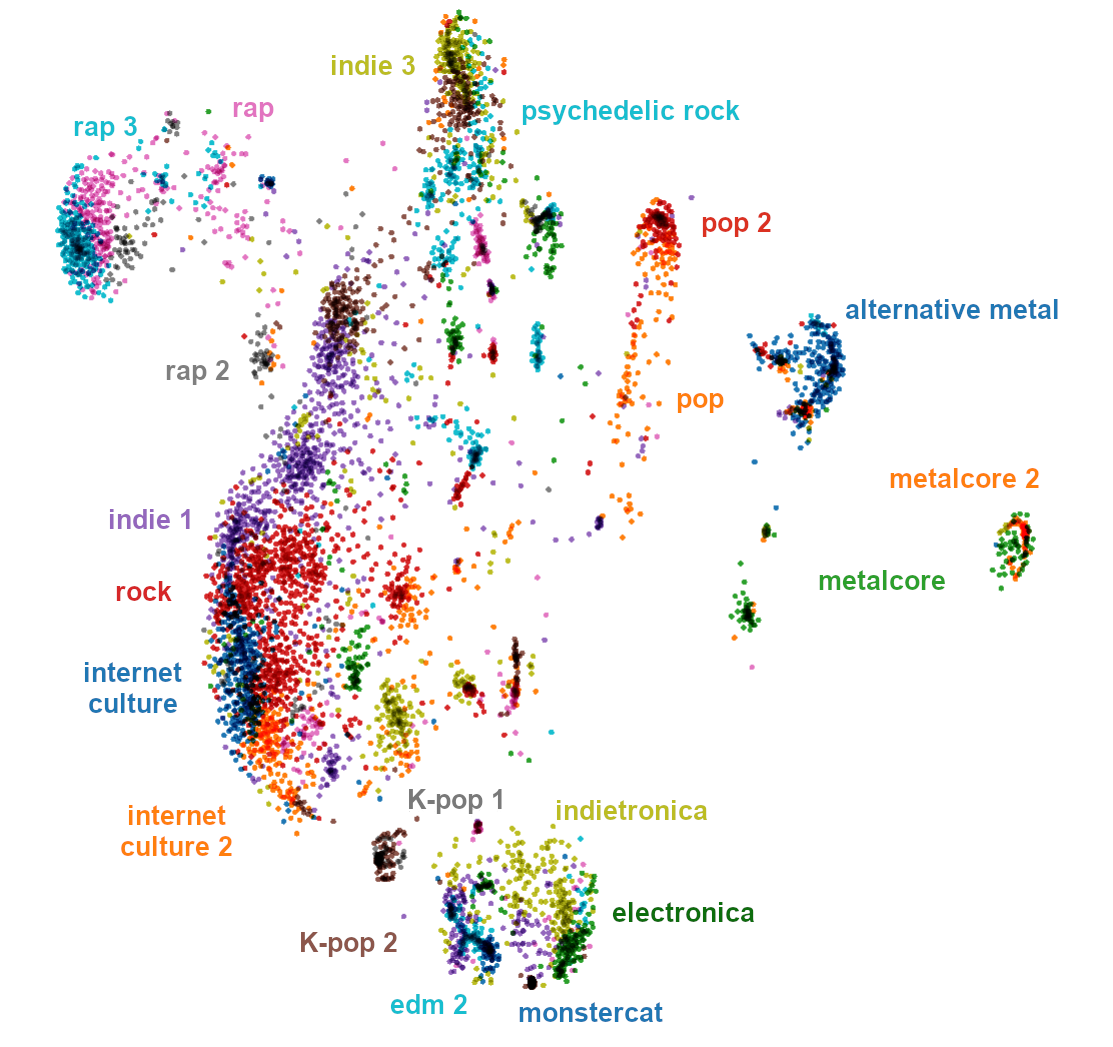 indie 3
rap
psychedelic rock
rap 3
pop 2
alternative metal
rap 2
pop
metalcore 2
indie 1
metalcore
rock
internet
culture
K-pop 1
indietronica
internet
culture 2
electronica
K-pop 2
edm 2
monstercat